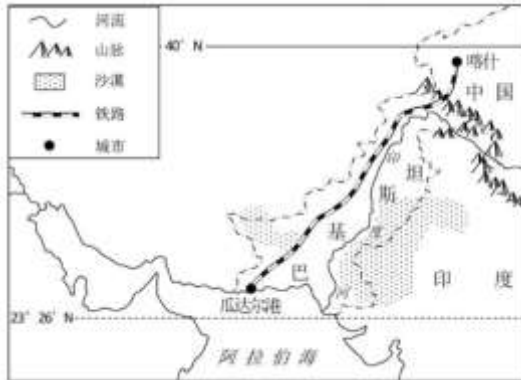 河流
山脉
沙漠
铁路
城市
40° N
喀什
中国
印
度
河
巴
基
斯
坦
印度
瓜达尔港
23° 26′ N
阿拉伯海